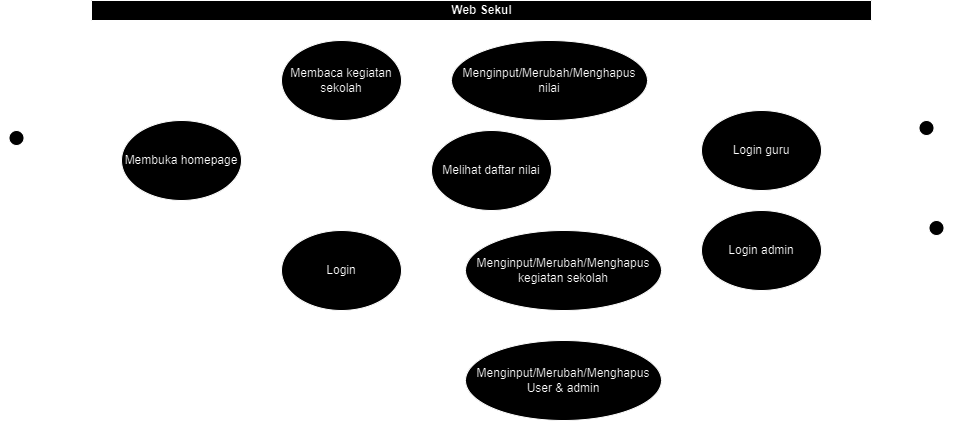 Web Sekul
Membaca kegiatan
sekolah
Menginput/Merubah/Menghapus
nilai
Membuka homepage
Melihat daftar nilai
Login guru
Login
Menginput/Merubah/Menghapus
kegiatan sekolah
Login admin
Menginput/Merubah/Menghapus
User & admin